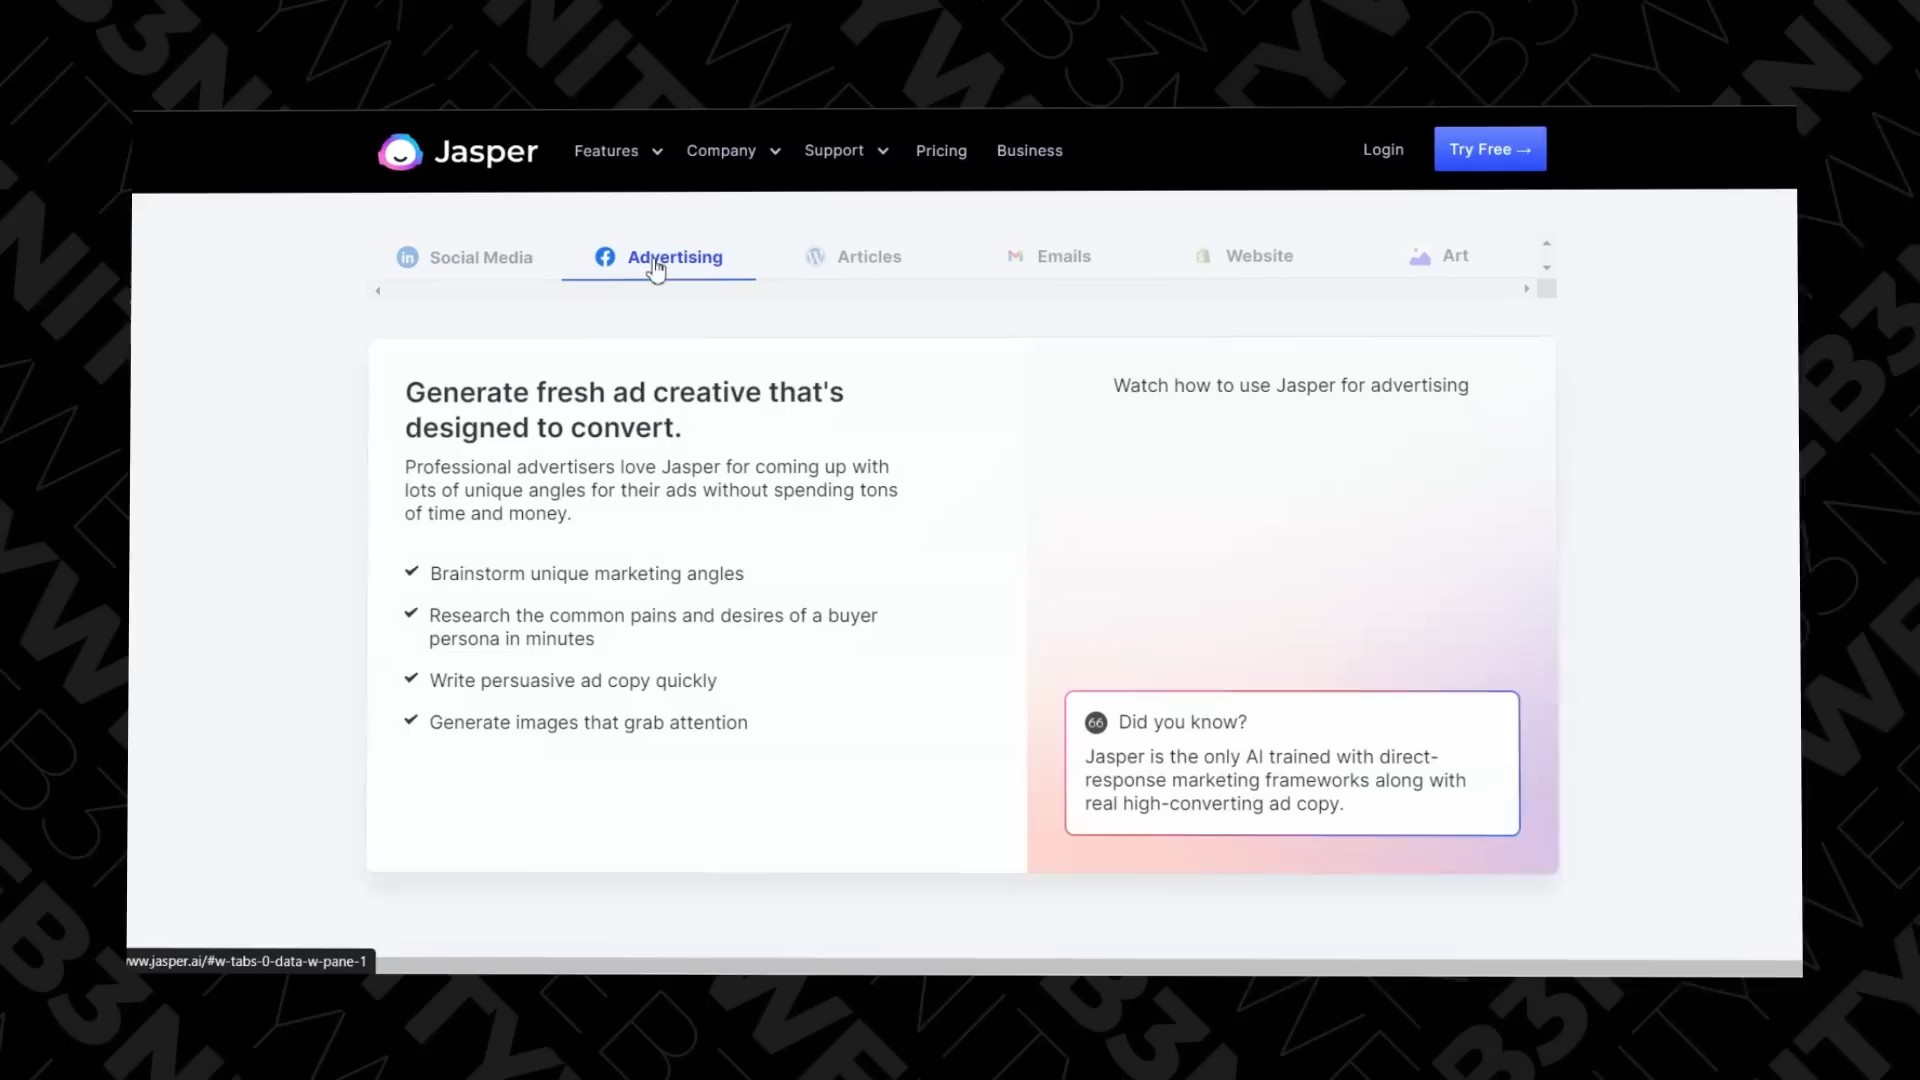 Jasper
Features
Company
Support
Pricing
Business
Login
Try Free →
in Social Media
Advertising
Articles
Emails
Website
Art
Generate fresh ad creative that's
designed to convert.
Professional advertisers love Jasper for coming up with
lots of unique angles for their ads without spending tons
of time and money.
Brainstorm unique marketing angles
Research the common pains and desires of a buyer
persona in minutes
Write persuasive ad copy quickly
Generate images that grab attention
Watch how to use Jasper for advertising
66 Did you know?
Jasper is the only AI trained with direct-
response marketing frameworks along with
real high-converting ad copy.
www.jasper.ai/#w-tabs-0-data-w-pane-1